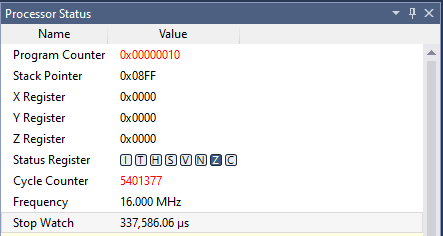 Processor Status
Name Value
Program Counter 0x00000010
Stack Pointer 0x08FF
X Register 0x0000
Y Register 0x0000
Z Register 0x0000
Status Register I T H S V N Z C
Cycle Counter 5401377
Frequency 16.000 MHz
Stop Watch 337,586.06 µs